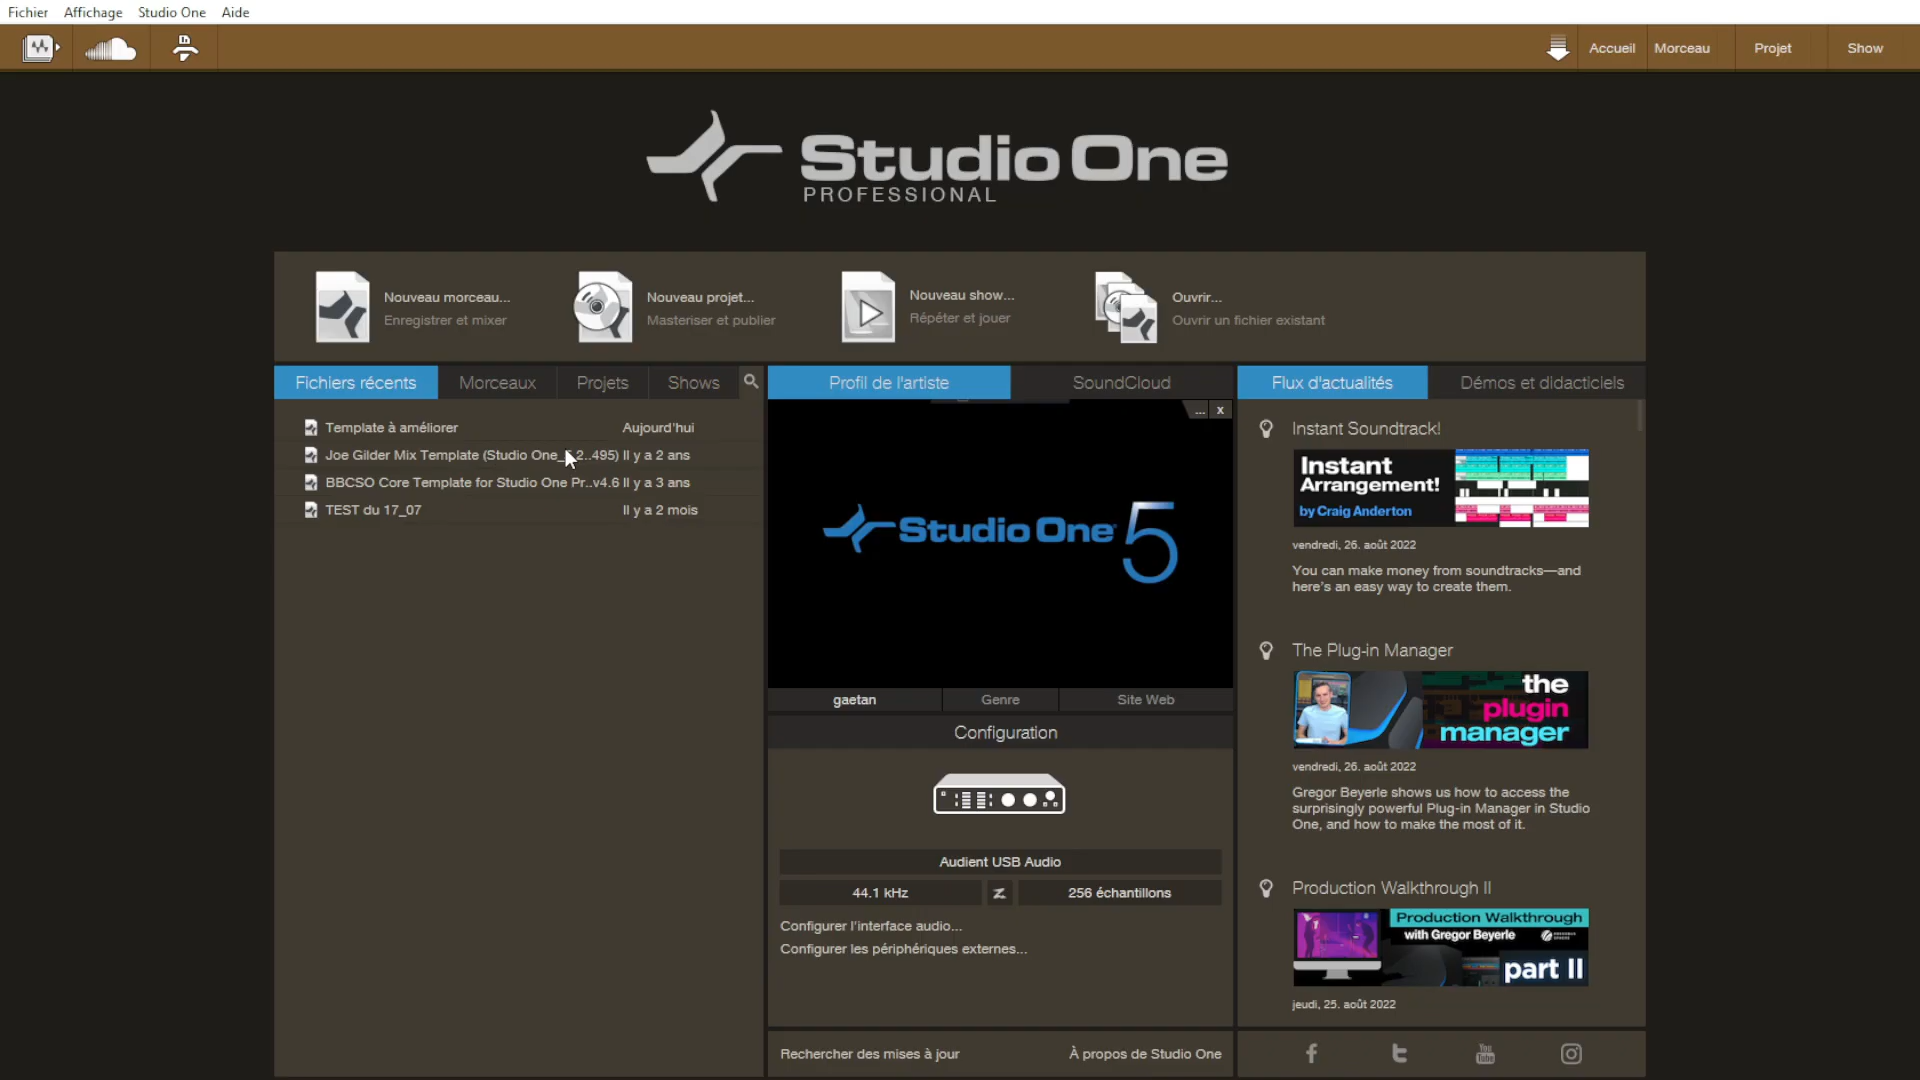 Fichier Affichage Studio One Aide
Accueil Morceau Projet Show
Studio One
PROFESSIONAL
Nouveau morceau...
Enregistrer et mixer
Nouveau projet...
Masteriser et publier
Nouveau show...
Répéter et jouer
Ouvrir...
Ouvrir un fichier existant
Fichiers récents Morceaux Projets Shows
Template à améliorer Aujourd'hui
Joe Gilder Mix Template (Studio One_ 2..495) Il y a 2 ans
BBCSO Core Template for Studio One Pr..v4.6 Il y a 3 ans
TEST du 17_07 Il y a 2 mois
Profil de l'artiste SoundCloud
... x
Studio One 5
gaetan Genre Site Web
Configuration
Audient USB Audio
44.1 kHz 256 échantillons
Configurer l'interface audio...
Configurer les périphériques externes...
Rechercher des mises à jour À propos de Studio One
Flux d'actualités Démos et didacticiels
Instant Soundtrack!
Instant
Arrangement!
by Craig Anderton
vendredi, 26. août 2022
You can make money from soundtracks—and
here's an easy way to create them.
The Plug-in Manager
the
plugin
manager
vendredi, 26. août 2022
Gregor Beyerle shows us how to access the
surprisingly powerful Plug-in Manager in Studio
One, and how to make the most of it.
Production Walkthrough II
Production Walkthrough
with Gregor Beyerle
part II
jeudi, 25. août 2022
You Tube